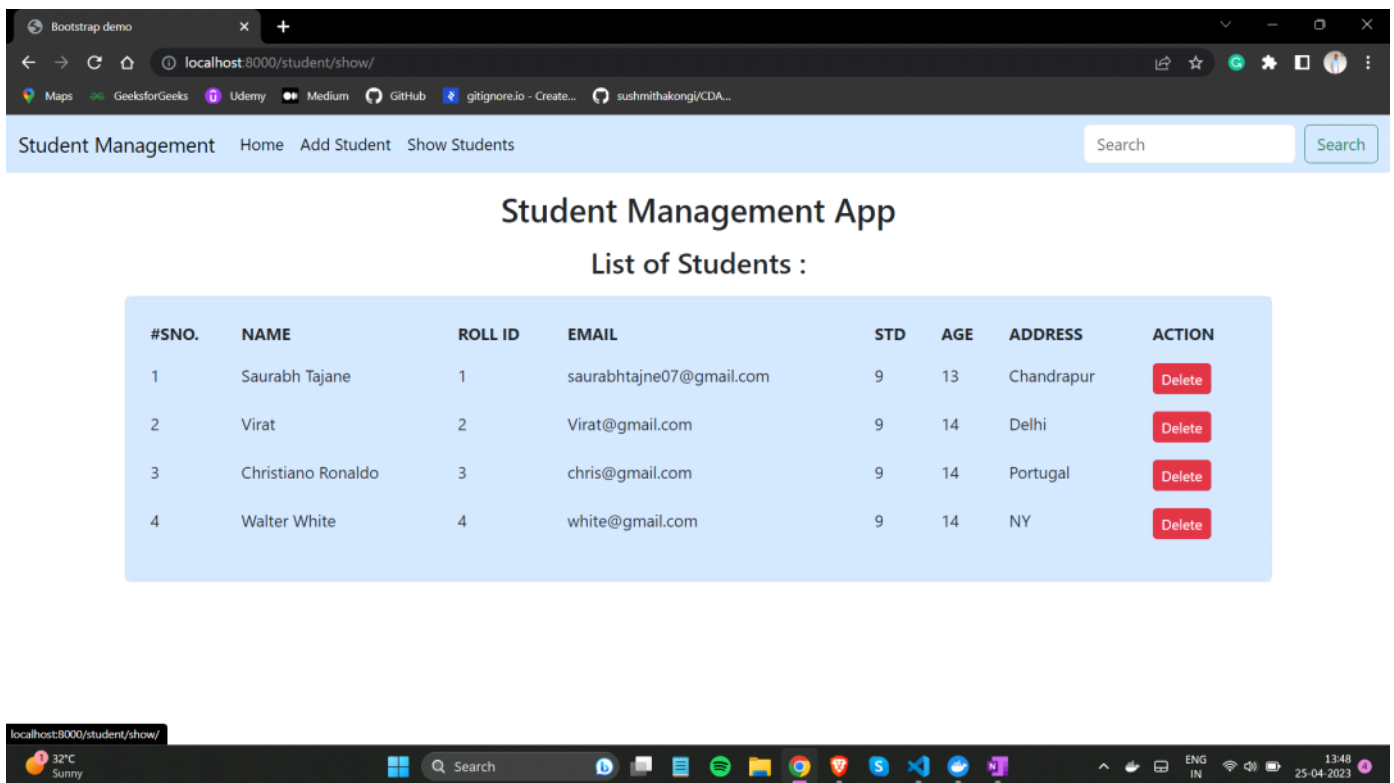 Bootstrap demo
localhost:8000/student/show/
Maps GeeksforGeeks Udemy Medium GitHub gitignore.io - Create... sushmithakongi/CDA...
Student Management Home Add Student Show Students Search Search
Student Management App
List of Students :
#SNO. NAME ROLL ID EMAIL STD AGE ADDRESS ACTION
1 Saurabh Tajane 1 saurabhtajne07@gmail.com 9 13 Chandrapur Delete
2 Virat 2 Virat@gmail.com 9 14 Delhi Delete
3 Christiano Ronaldo 3 chris@gmail.com 9 14 Portugal Delete
4 Walter White 4 white@gmail.com 9 14 NY Delete
localhost:8000/student/show/
1 32°C Search ENG 13:48
Sunny IN 25-04-2023 4